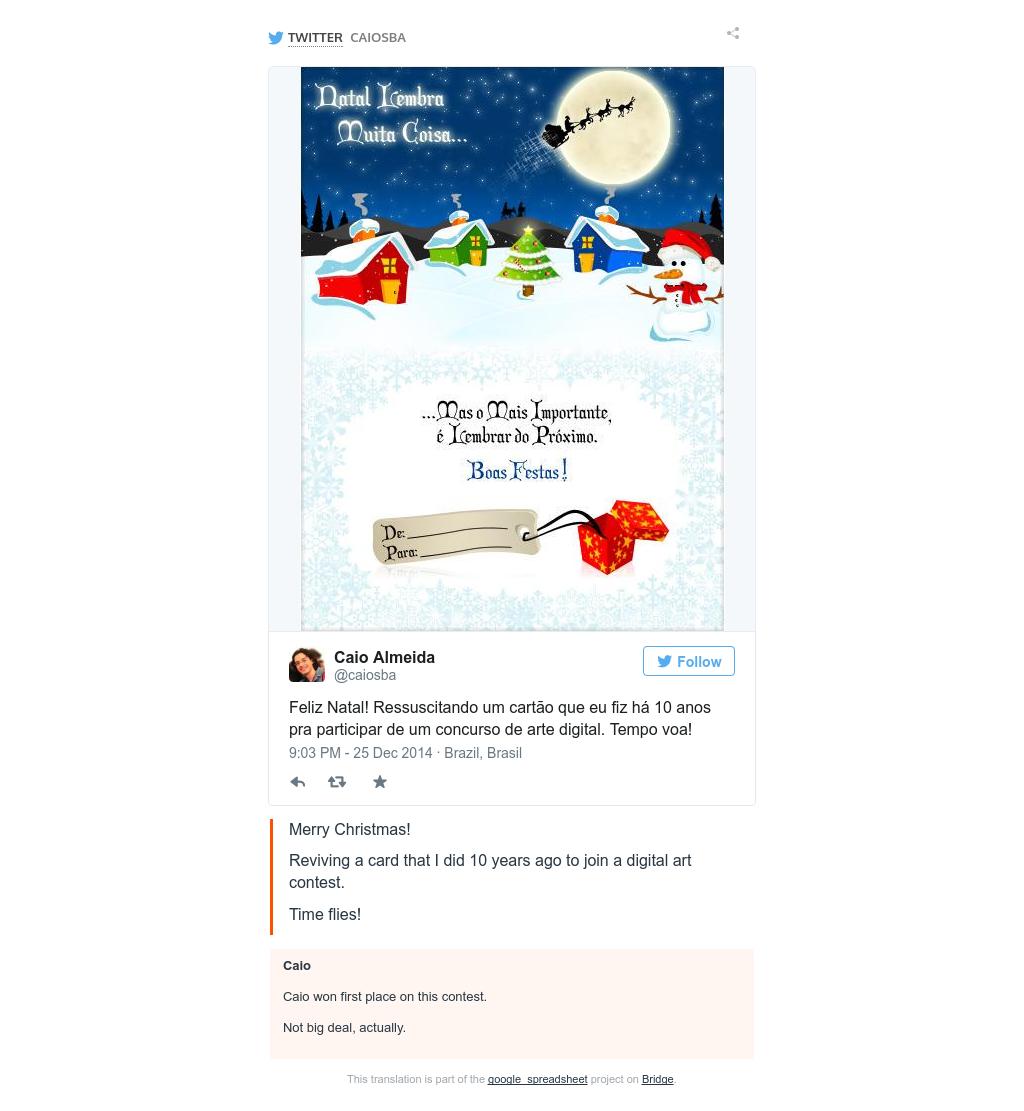 TWITTER CAIOSBA
Natal Lembra
Muita Coisa...
...Mas o Mais Importante,
é Lembrar do Próximo.
Boas Festas!
De:
Para:
Caio Almeida
@caiosba
Follow
Feliz Natal! Ressuscitando um cartão que eu fiz há 10 anos
pra participar de um concurso de arte digital. Tempo voa!
9:03 PM - 25 Dec 2014 · Brazil, Brasil
Merry Christmas!
Reviving a card that I did 10 years ago to join a digital art
contest.
Time flies!
Caio
Caio won first place on this contest.
Not big deal, actually.
This translation is part of the google_spreadsheet project on Bridge.